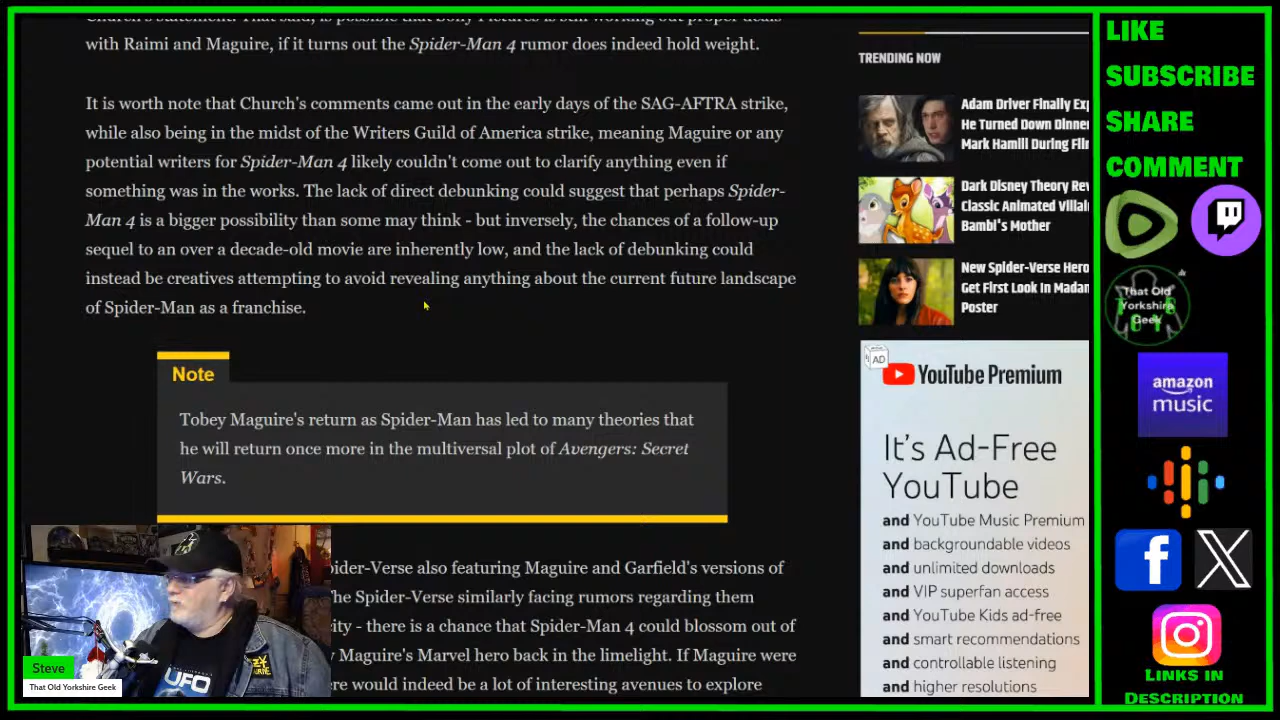 Church's statement. That said, is possible that Sony Pictures is still working out proper deals
with Raimi and Maguire, if it turns out the Spider-Man 4 rumor does indeed hold weight.
It is worth note that Church's comments came out in the early days of the SAG-AFTRA strike,
while also being in the midst of the Writers Guild of America strike, meaning Maguire or any
potential writers for Spider-Man 4 likely couldn't come out to clarify anything even if
something was in the works. The lack of direct debunking could suggest that perhaps Spider-
Man 4 is a bigger possibility than some may think - but inversely, the chances of a follow-up
sequel to an over a decade-old movie are inherently low, and the lack of debunking could
instead be creatives attempting to avoid revealing anything about the current future landscape
of Spider-Man as a franchise.
Note
Tobey Maguire's return as Spider-Man has led to many theories that
he will return once more in the multiversal plot of Avengers: Secret
Wars.
ider-Verse also featuring Maguire and Garfield's versions of
he Spider-Verse similarly facing rumors regarding them
ity - there is a chance that Spider-Man 4 could blossom out of
Maguire's Marvel hero back in the limelight. If Maguire were
re would indeed be a lot of interesting avenues to explore
Steve
That Old Yorkshire Geek
UFO
TRENDING NOW
Adam Driver Finally Exp
He Turned Down Dinner
Mark Hamill During Film
Dark Disney Theory Rev
Classic Animated Villai
Bambi's Mother
New Spider-Verse Hero
Get First Look In Madam
Poster
AD
YouTube Premium
It's Ad-Free
YouTube
and YouTube Music Premium
and backgroundable videos
and unlimited downloads
and VIP superfan access
and YouTube Kids ad-free
and smart recommendations
and controllable listening
and higher resolutions
LIKE
SUBSCRIBE
SHARE
COMMENT
That Old
Yorkshire
Geek
amazon
music
Links in
Description